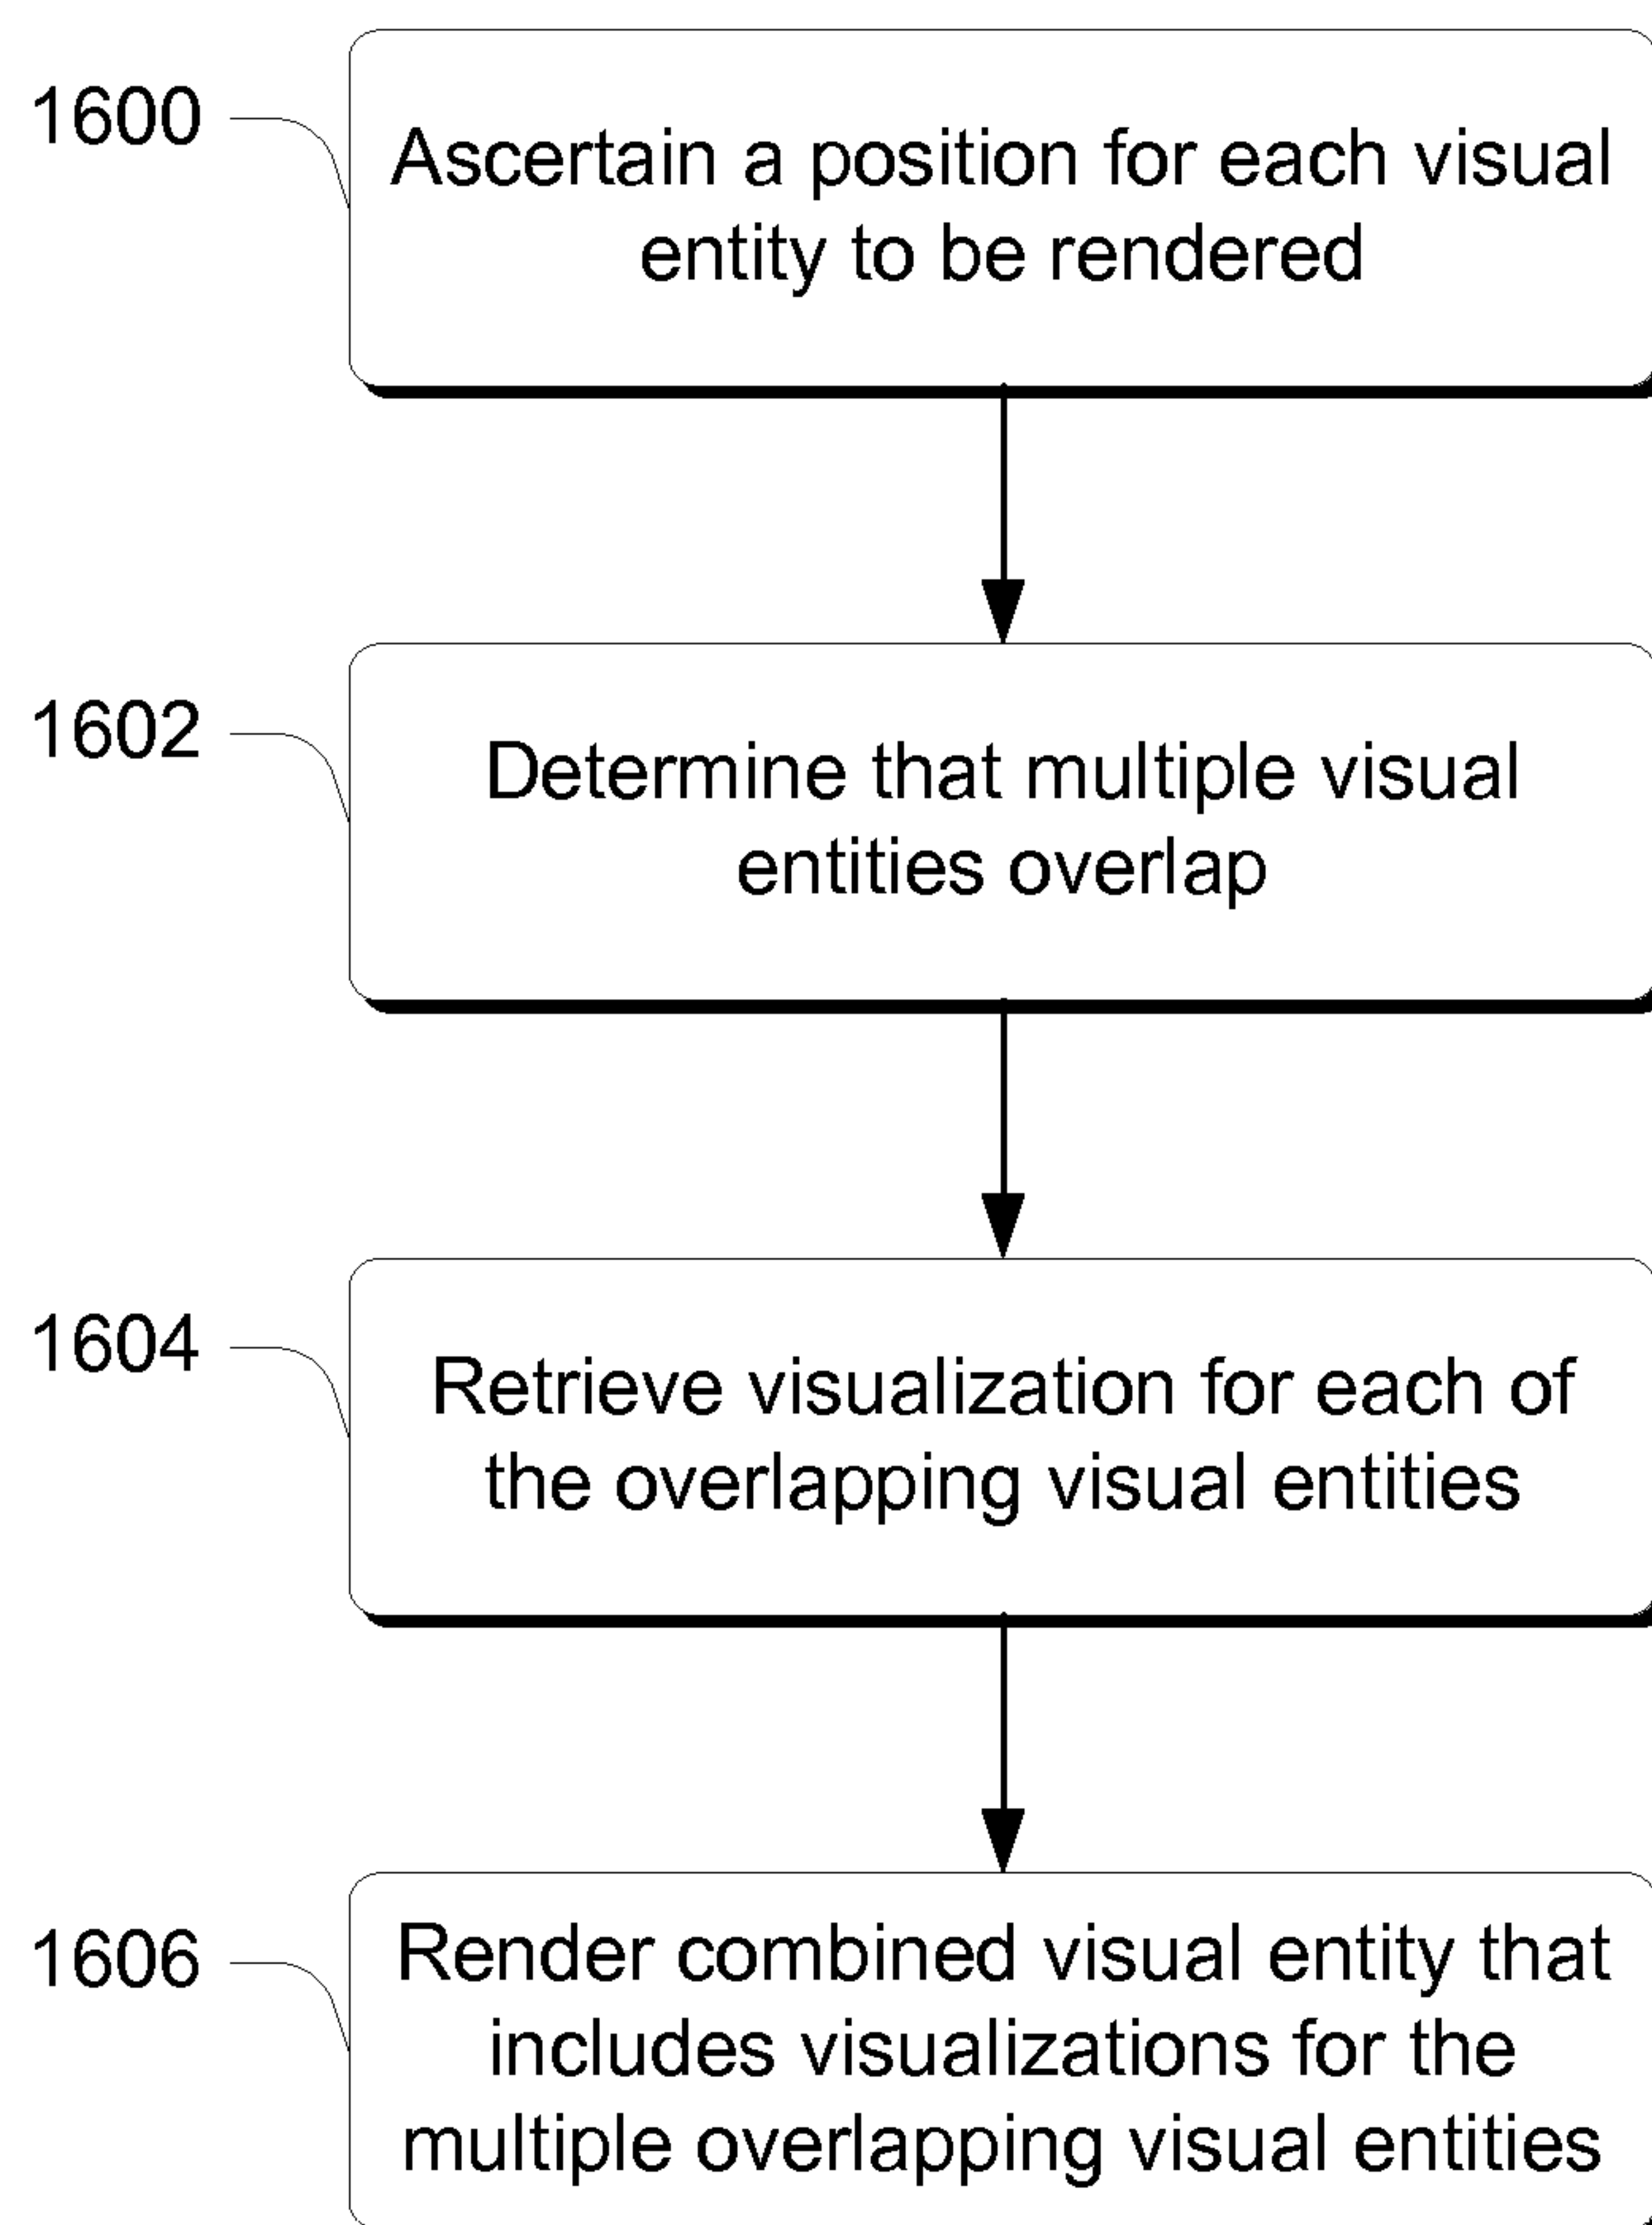 1600
Ascertain a position for each visual
entity to be rendered
1602
Determine that multiple visual
entities overlap
1604
Retrieve visualization for each of
the overlapping visual entities
1606
Render combined visual entity that
includes visualizations for the
multiple overlapping visual entities